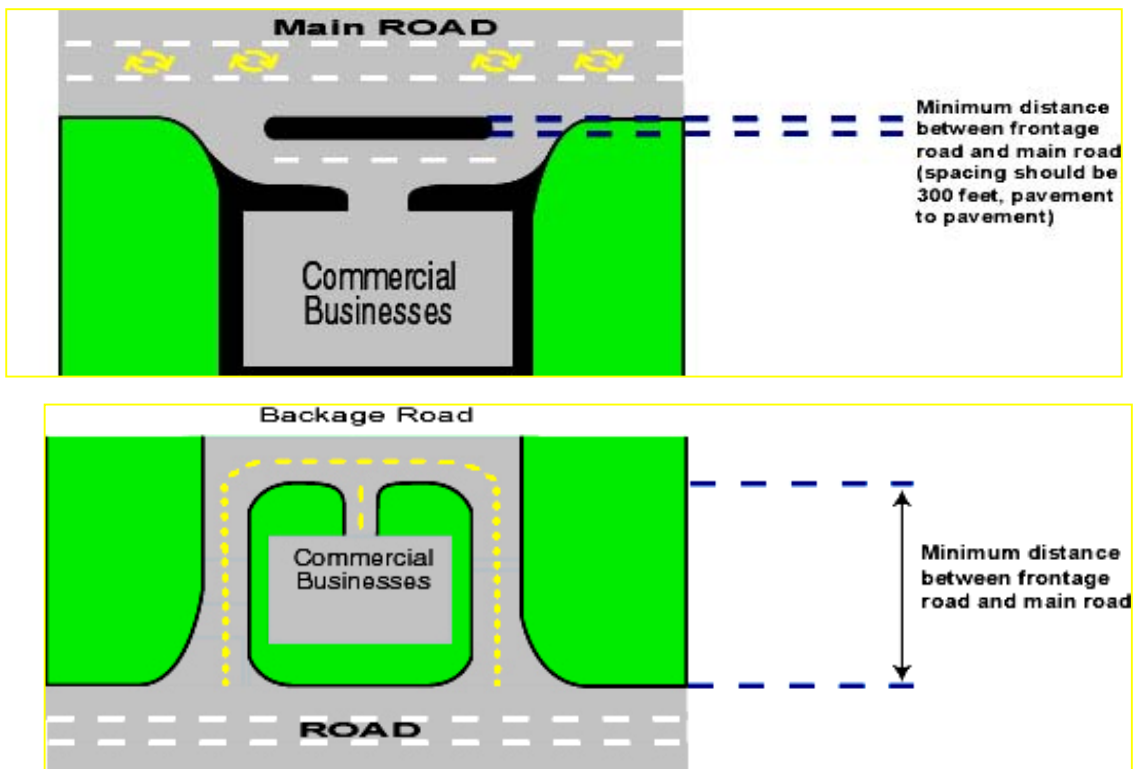 Main ROAD
Minimum distance
between frontage
road and main road
(spacing should be
300 feet, pavement
to pavement)
Commercial
Businesses
Backage Road
Commercial
Businesses
Minimum distance
between frontage
road and main road
ROAD